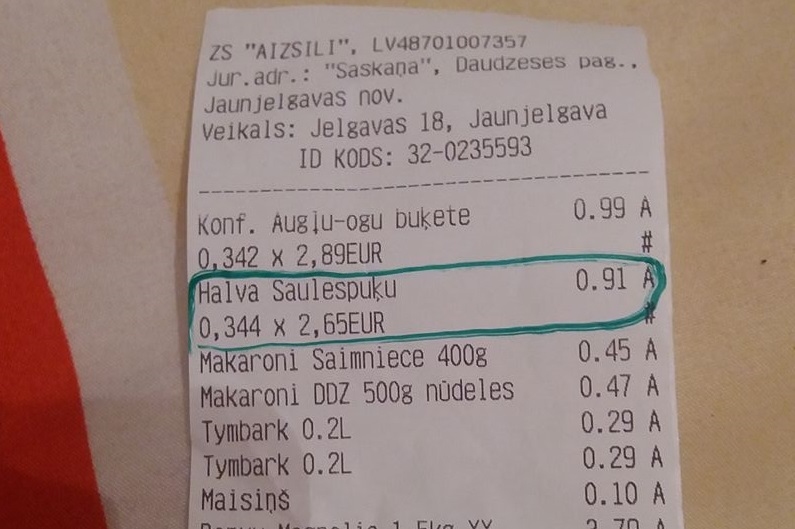 ZS "AIZSILI", LV48701007357
Jur.adr.: "Saskaņa", Daudzeses pag.,
Jaunjelgavas nov.
Veikals: Jelgavas 18, Jaunjelgava
ID KODS: 32-0235593
Konf. Augļu-ogu buķete 0.99 A
0,342 x 2,89EUR #
Halva Saulespuķu 0.91 A
0,344 x 2,65EUR #
Makaroni Saimniece 400g 0.45 A
Makaroni DDZ 500g nūdeles 0.47 A
Tymbark 0.2L 0.29 A
Tymbark 0.2L 0.29 A
Maisiņš 0.10 A